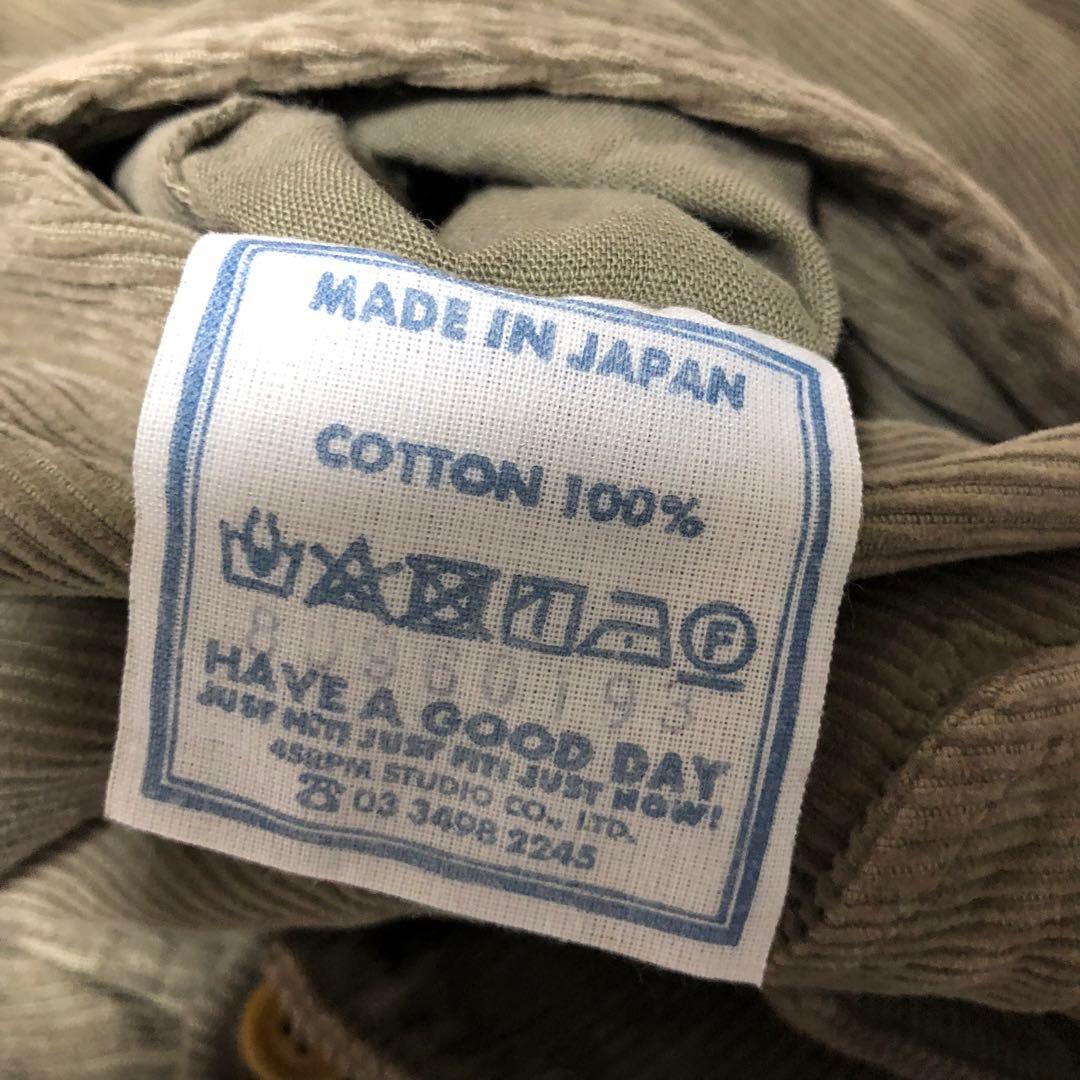 MADE IN JAPAN
COTTON 100%
F
HAVE A GOOD DAY
JUST HIT! JUST FIT! JUST NOW!
45RPM STUDIO CO., LTD.
☎ 03 3498 2245